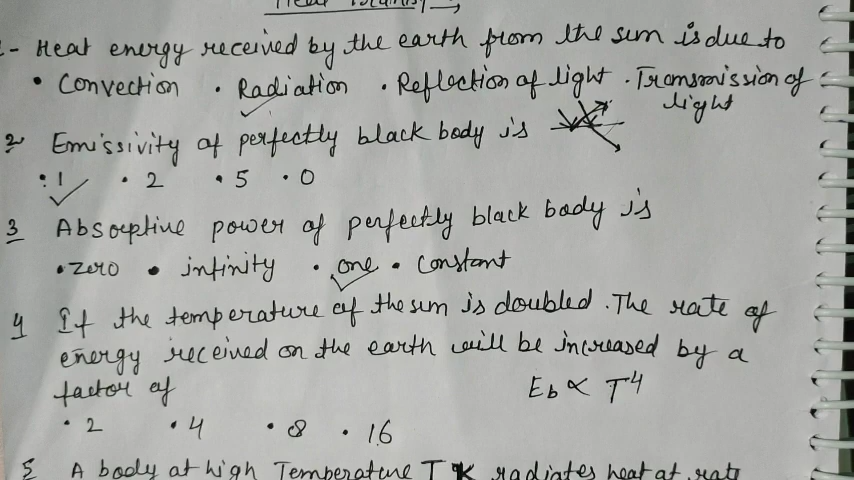 1- Heat energy received by the earth from the sun is due to
• Convection • Radiation • Reflection of light • Transmission of light
2 Emissivity of perfectly black body is
• 1 • 2 • 5 • 0
3 Absorptive power of perfectly black body is
• zero • infinity • one • constant
4 If the temperature of the sun is doubled. The rate of
energy received on the earth will be increased by a
factor of
Eb ∝ T⁴
• 2 • 4 • 8 • 16
5 A body at high Temperature T K radiates heat at rate